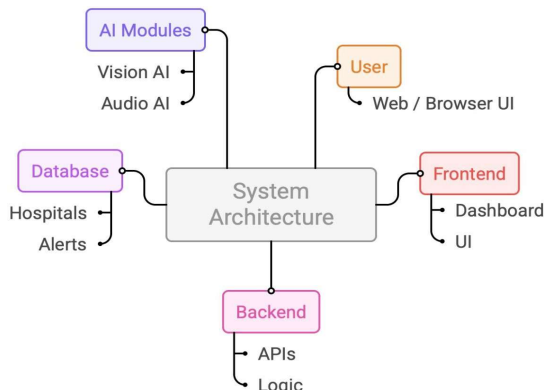 AI Modules
Vision AI
Audio AI
User
Web / Browser UI
Database
Hospitals
Alerts
System
Architecture
Frontend
Dashboard
UI
Backend
APIs
Logic